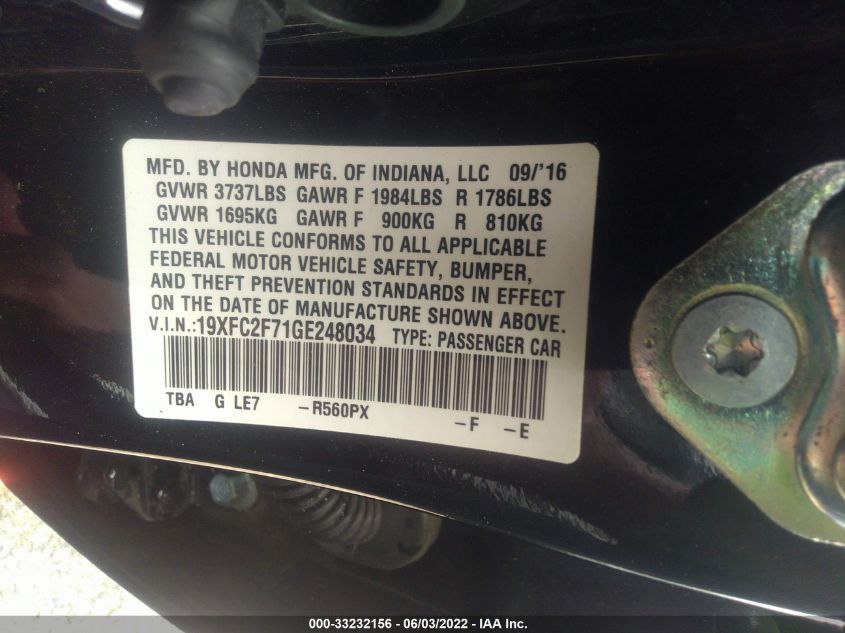 MFD. BY HONDA MFG. OF INDIANA, LLC 09/'16
GVWR 3737LBS GAWR F 1984LBS R 1786LBS
GVWR 1695KG GAWR F 900KG R 810KG
THIS VEHICLE CONFORMS TO ALL APPLICABLE
FEDERAL MOTOR VEHICLE SAFETY, BUMPER,
AND THEFT PREVENTION STANDARDS IN EFFECT
ON THE DATE OF MANUFACTURE SHOWN ABOVE.
V.I.N.:19XFC2F71GE248034 TYPE: PASSENGER CAR
TBA G LE7 -R560PX -F -E
000-33232156 - 06/03/2022 - IAA Inc.